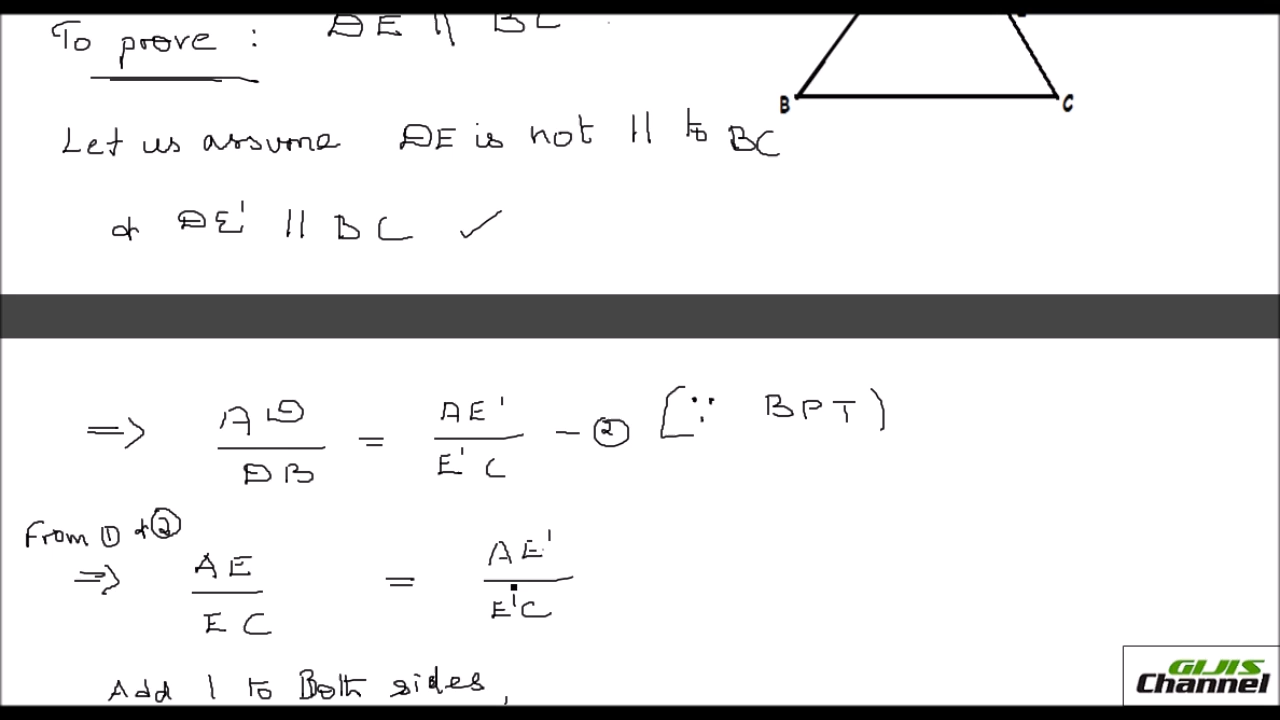 To prove : DE || BC
B C
Let us assume DE is not || to BC
& DE' || BC ✓
=> AD/DB = AE'/E'C - ② [∵ BPT)
From ① & ②
=> AE/EC = AE'/E'C
Add 1 to Both sides,
GIJIS
Channel